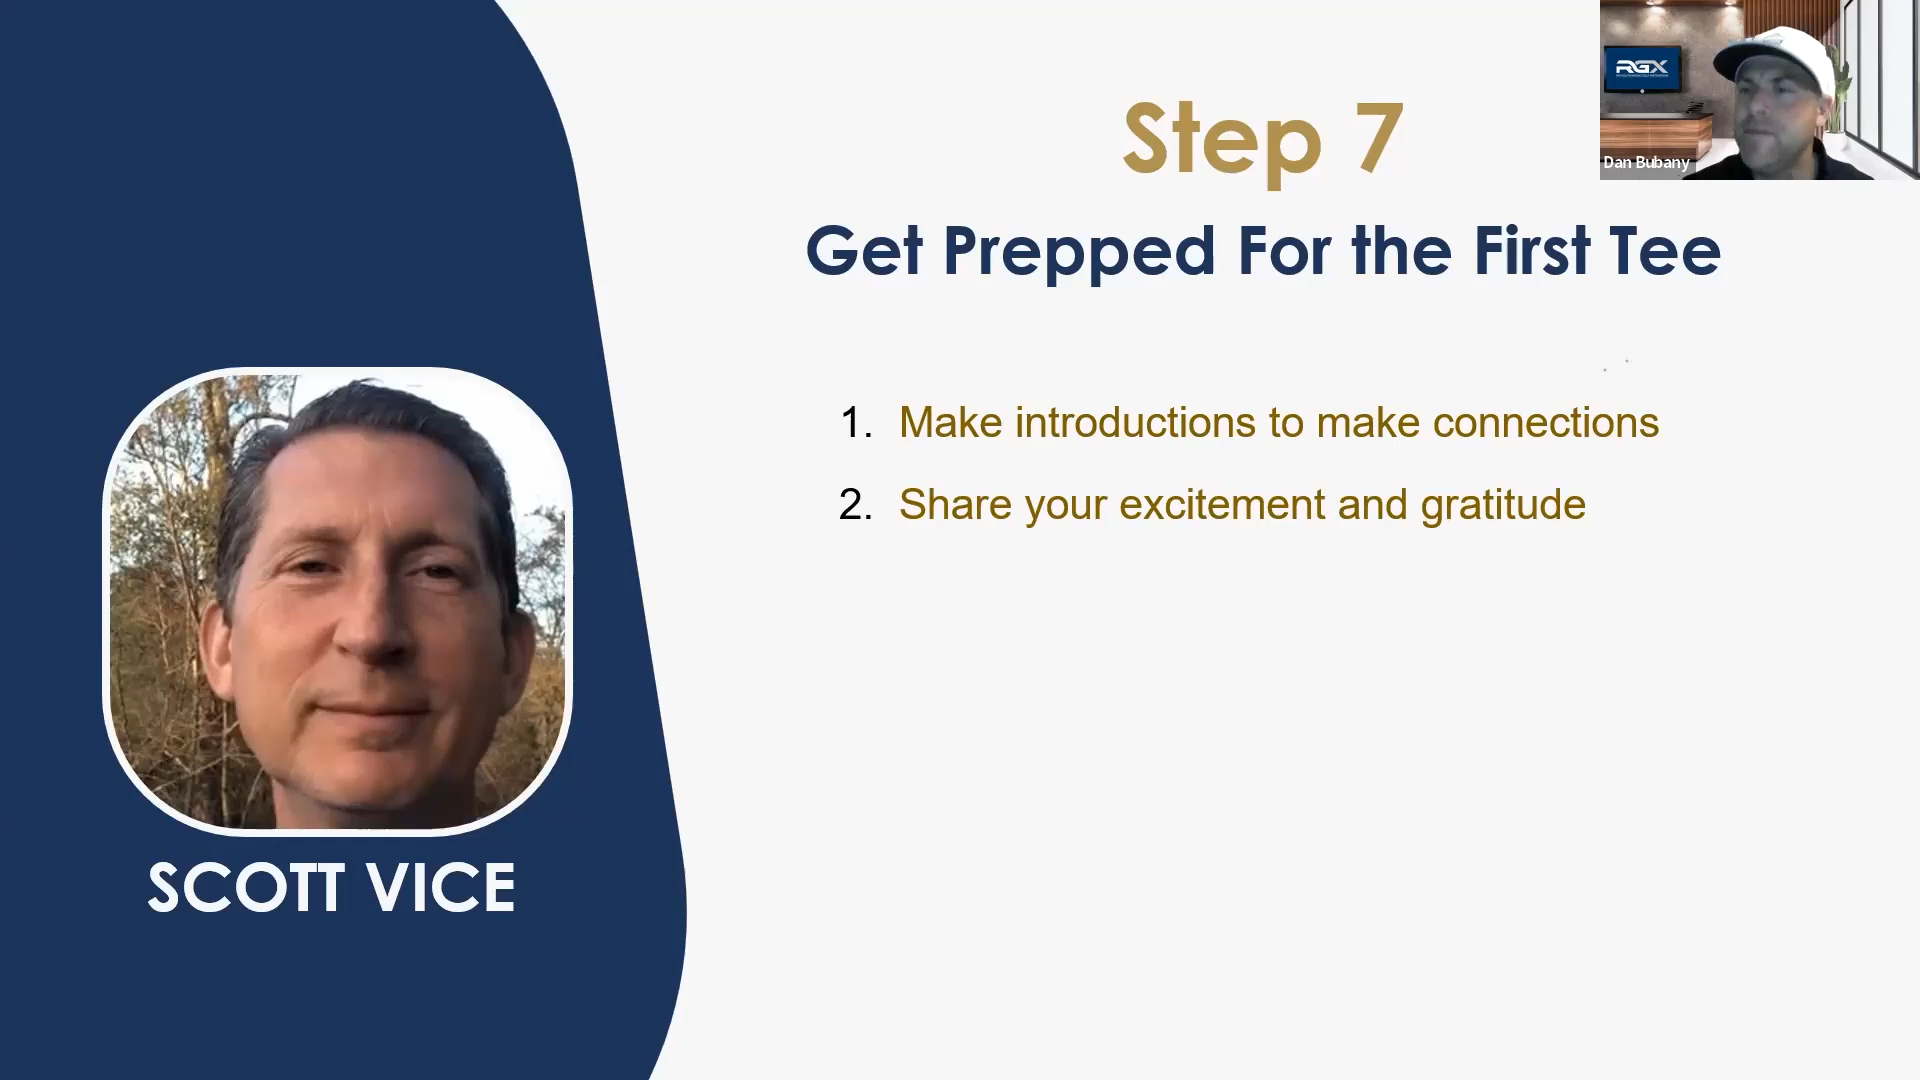 Step 7
Get Prepped For the First Tee
1. Make introductions to make connections
2. Share your excitement and gratitude
SCOTT VICE
RGX
Dan Bubany